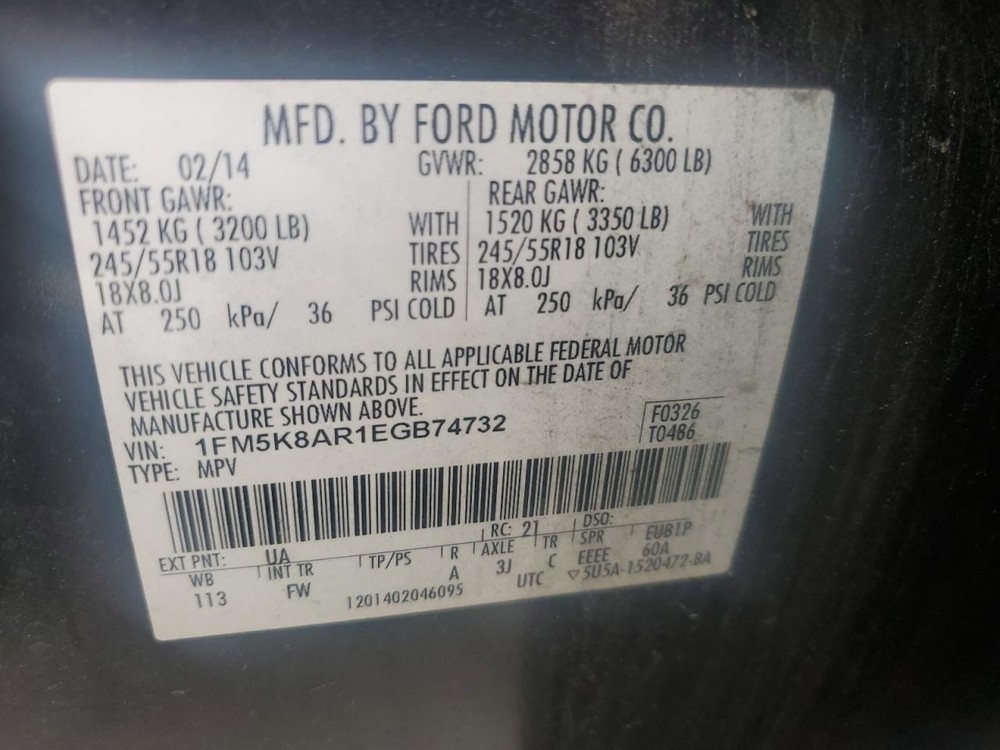 MFD. BY FORD MOTOR CO.
DATE: 02/14 GVWR: 2858 KG ( 6300 LB)
FRONT GAWR: REAR GAWR:
1452 KG ( 3200 LB) WITH 1520 KG ( 3350 LB) WITH
245/55R18 103V TIRES 245/55R18 103V TIRES
18X8.0J RIMS 18X8.0J RIMS
AT 250 kPa/ 36 PSI COLD AT 250 kPa/ 36 PSI COLD
THIS VEHICLE CONFORMS TO ALL APPLICABLE FEDERAL MOTOR
VEHICLE SAFETY STANDARDS IN EFFECT ON THE DATE OF
MANUFACTURE SHOWN ABOVE.
VIN: 1FM5K8AR1EGB74732 F0326
TYPE: MPV T0486
EXT PNT: UA RC: 21 DSO: EUB1P
WB INT TR TP/PS R AXLE TR SPR 60A
113 FW A 3J C EEEE
1201402046095 UTC ▽5U5A-1520472-BA